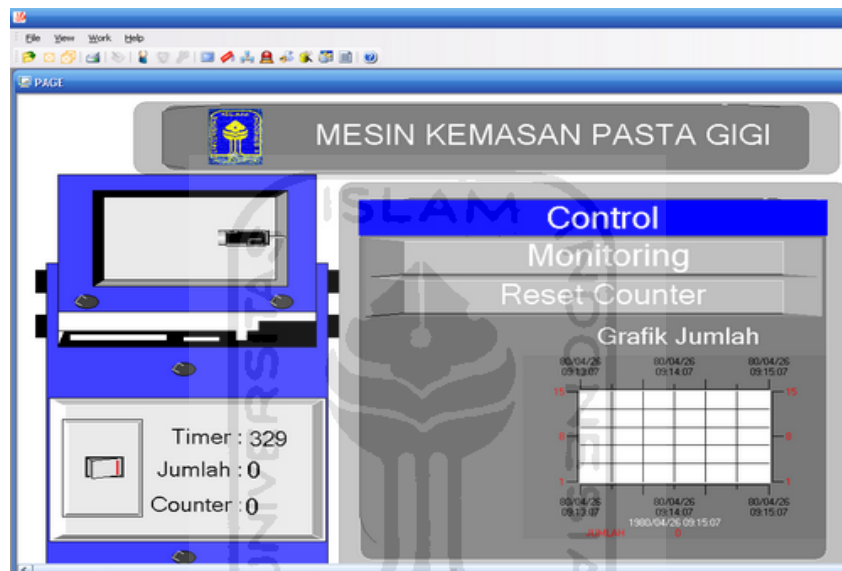 File View Work Help
PAGE
MESIN KEMASAN PASTA GIGI
ISLAM
UNIVERSITAS
INDONESIA
Control
Monitoring
Reset Counter
Grafik Jumlah
80/04/26 80/04/26 80/04/26
09:13:07 09:14:07 09:15:07
15 15
8 8
1 1
80/04/26 80/04/26 80/04/26
09:13:07 09:14:07 09:15:07
1980/04/26 09:15:07
JUMLAH 0
Timer : 329
Jumlah : 0
Counter : 0